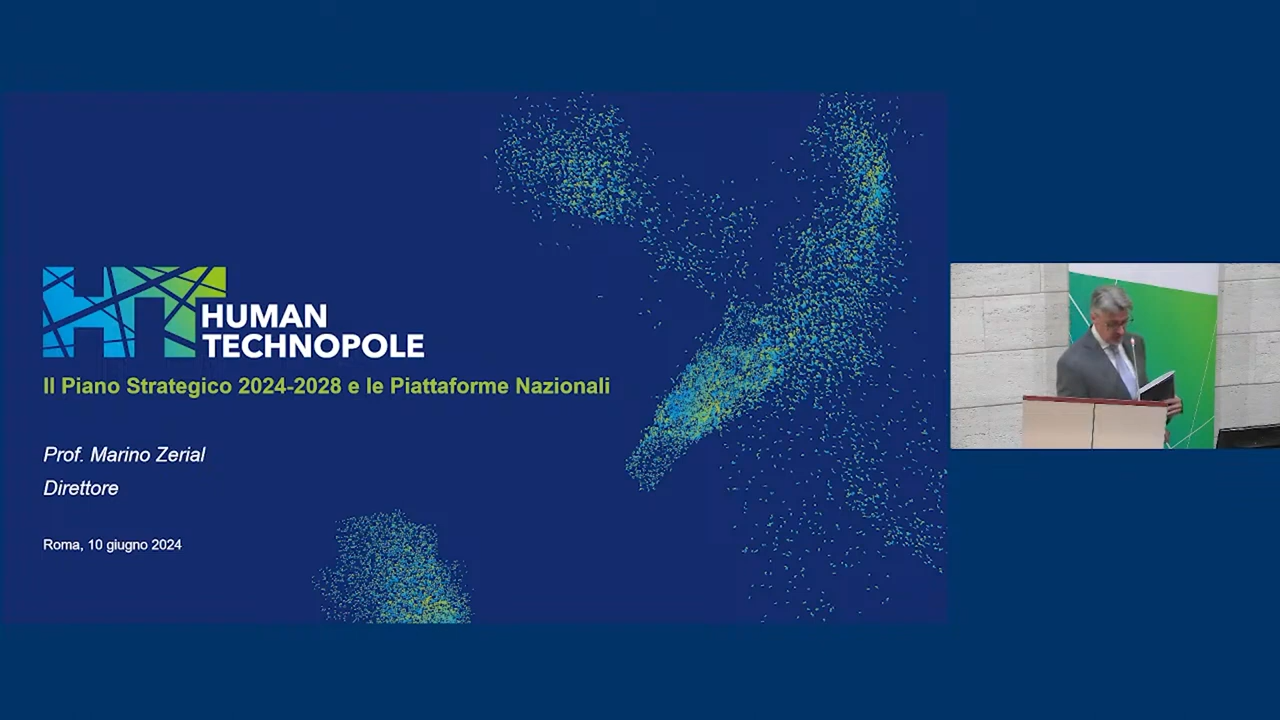 HUMAN
TECHNOPOLE
Il Piano Strategico 2024-2028 e le Piattaforme Nazionali
Prof. Marino Zerial
Direttore
Roma, 10 giugno 2024